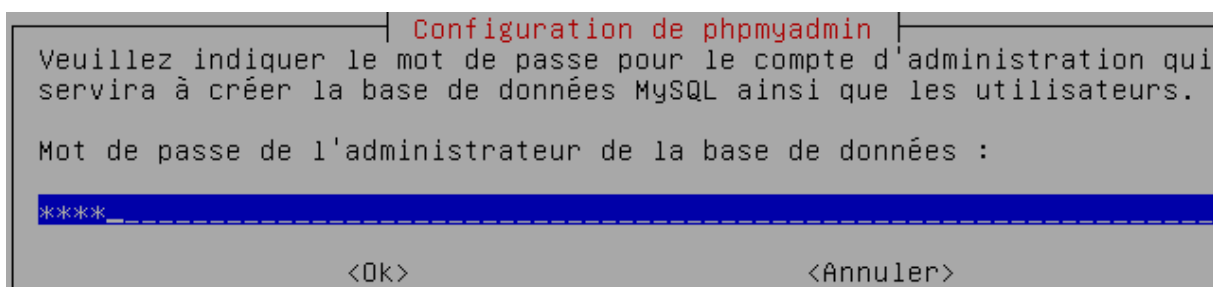 Configuration de phpmyadmin
Veuillez indiquer le mot de passe pour le compte d'administration qui
servira à créer la base de données MySQL ainsi que les utilisateurs.
Mot de passe de l'administrateur de la base de données :
****
<Ok> <Annuler>